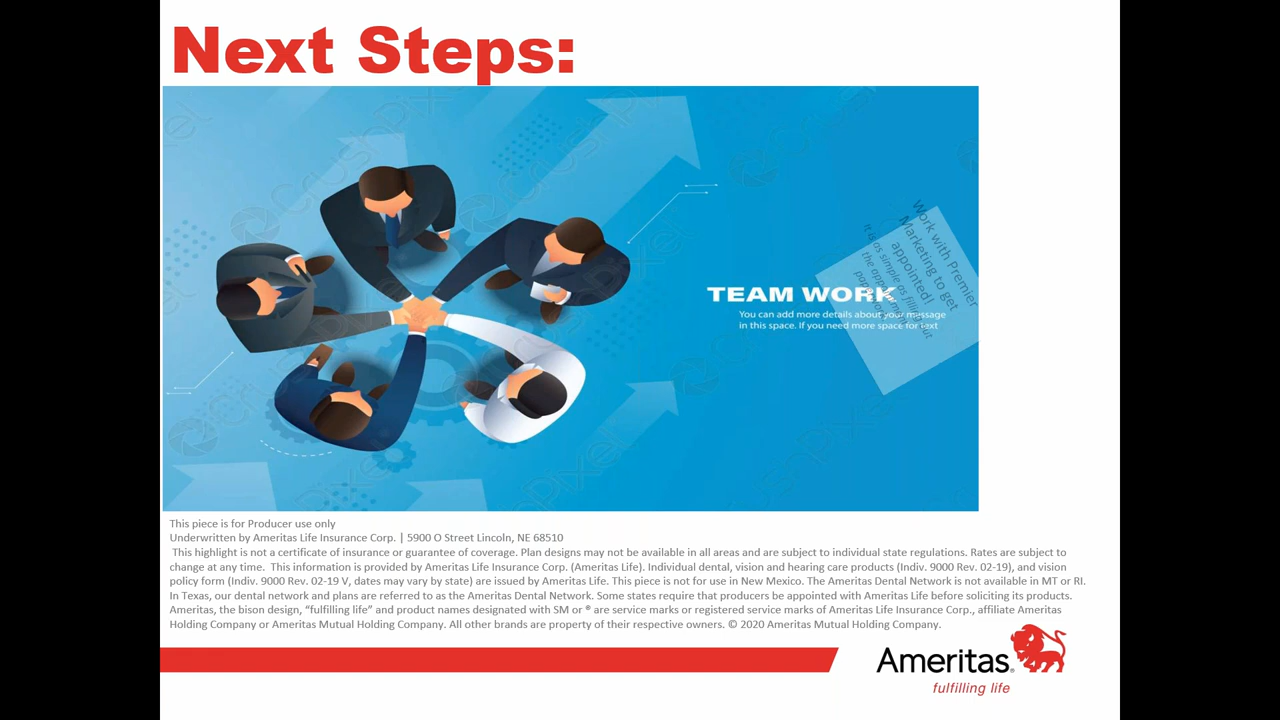 Next Steps:
TEAM WORK
You can add more details about your message
in this space. If you need more space for text
Work with Premier
Marketing to get
appointed!
It is as simple as filling out
This piece is for Producer use only
Underwritten by Ameritas Life Insurance Corp. | 5900 O Street Lincoln, NE 68510
This highlight is not a certificate of insurance or guarantee of coverage. Plan designs may not be available in all areas and are subject to individual state regulations. Rates are subject to
change at any time. This information is provided by Ameritas Life Insurance Corp. (Ameritas Life). Individual dental, vision and hearing care products (Indiv. 9000 Rev. 02-19), and vision
policy form (Indiv. 9000 Rev. 02-19 V, dates may vary by state) are issued by Ameritas Life. This piece is not for use in New Mexico. The Ameritas Dental Network is not available in MT or RI.
In Texas, our dental network and plans are referred to as the Ameritas Dental Network. Some states require that producers be appointed with Ameritas Life before soliciting its products.
Ameritas, the bison design, “fulfilling life” and product names designated with SM or ® are service marks or registered service marks of Ameritas Life Insurance Corp., affiliate Ameritas
Holding Company or Ameritas Mutual Holding Company. All other brands are property of their respective owners. © 2020 Ameritas Mutual Holding Company.
Ameritas®
fulfilling life